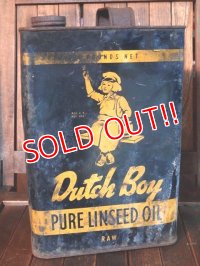 POUNDS NET
SOLD OUT!!
Dutch Boy
PURE LINSEED OIL
RAW